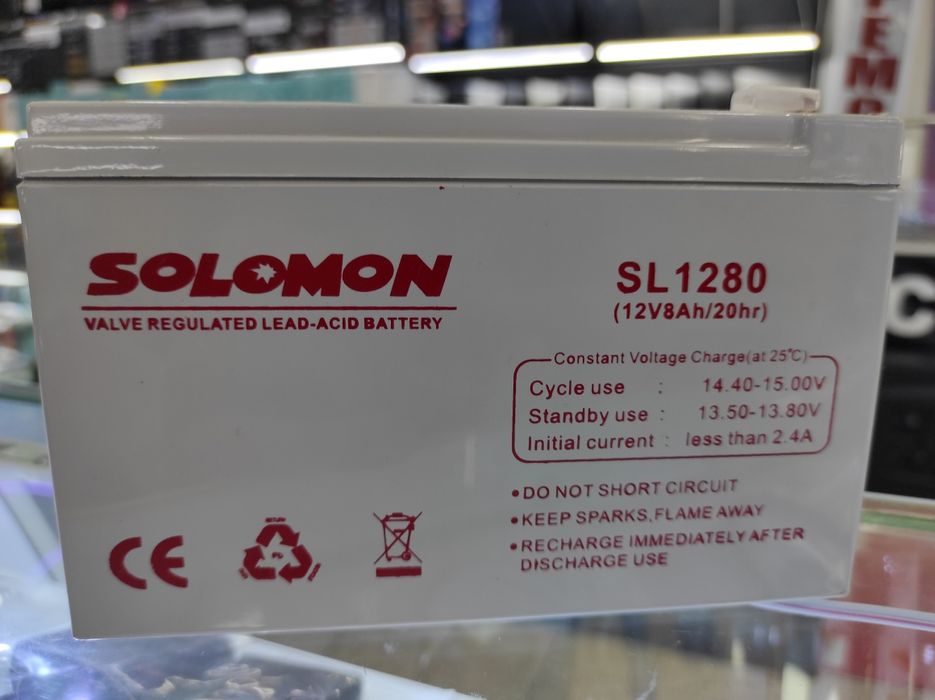 SOLOMON
VALVE REGULATED LEAD-ACID BATTERY
SL1280
(12V8Ah/20hr)
Constant Voltage Charge(at 25℃)
Cycle use : 14.40-15.00V
Standby use : 13.50-13.80V
Initial current : less than 2.4A
•DO NOT SHORT CIRCUIT
•KEEP SPARKS,FLAME AWAY
•RECHARGE IMMEDIATELY AFTER
DISCHARGE USE
CE
Pb